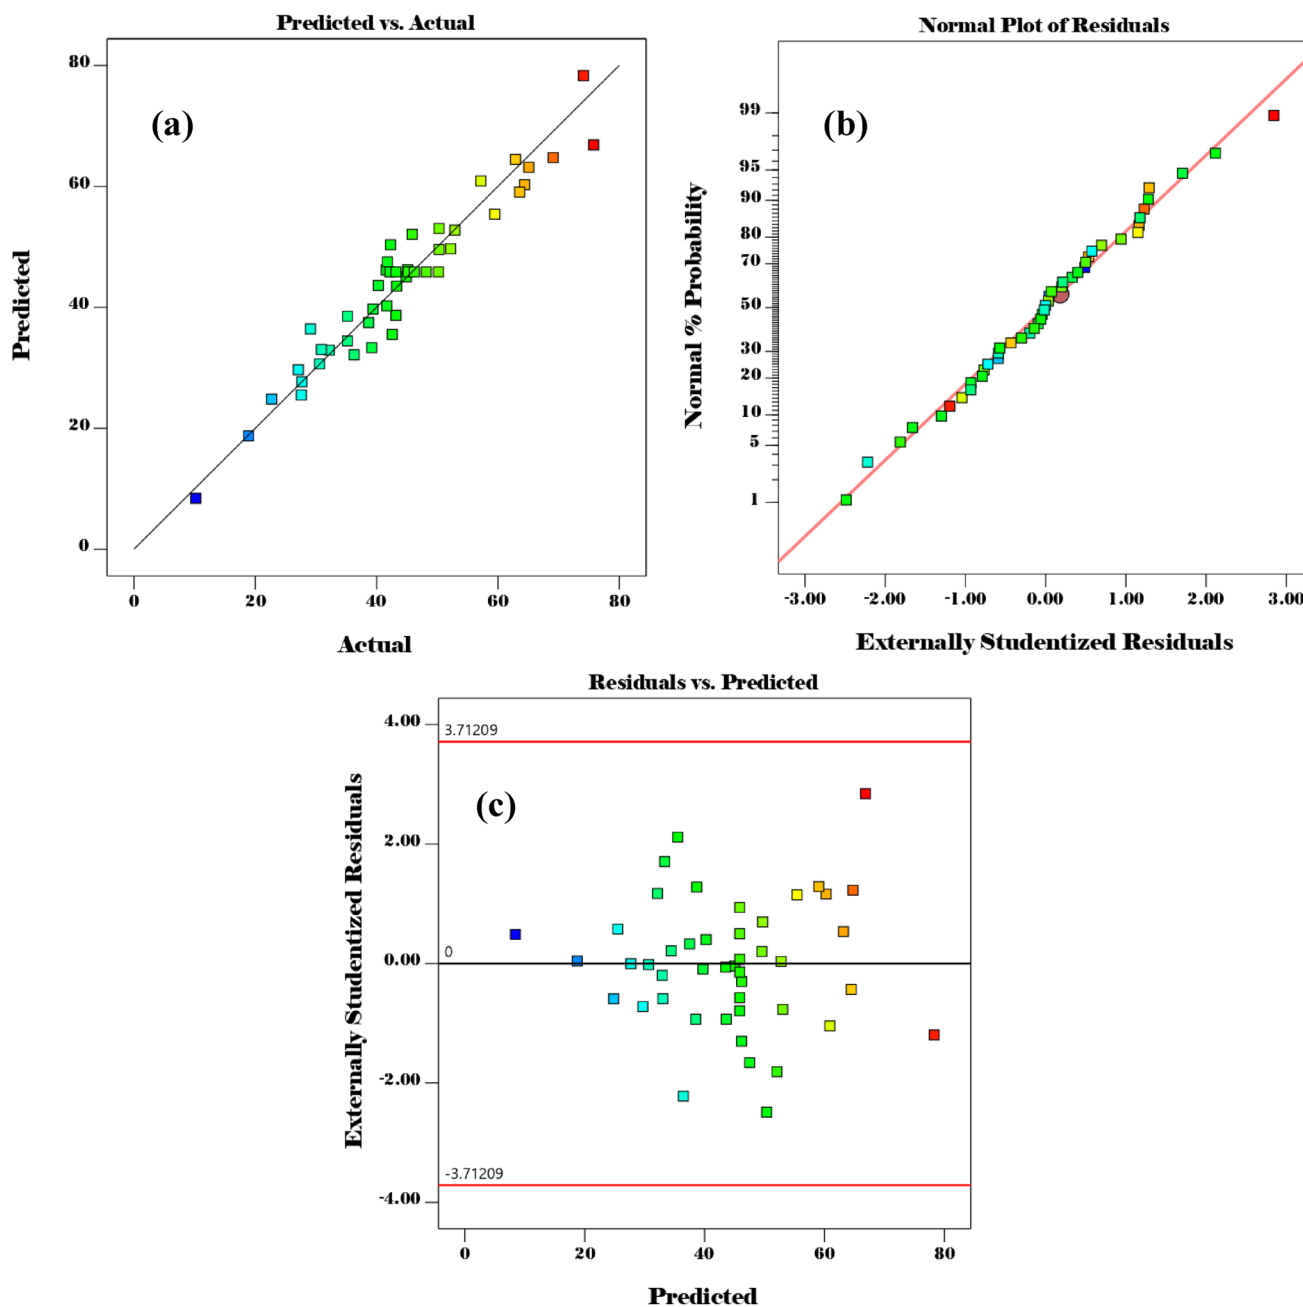 Predicted vs. Actual
(a)
Predicted
80
60
40
20
0
0 20 40 60 80
Actual
Normal Plot of Residuals
(b)
Normal % Probability
99
95
90
80
70
50
30
20
10
5
1
-3.00 -2.00 -1.00 0.00 1.00 2.00 3.00
Externally Studentized Residuals
Residuals vs. Predicted
(c)
Externally Studentized Residuals
4.00
3.71209
2.00
0
0.00
-2.00
-3.71209
-4.00
0 20 40 60 80
Predicted